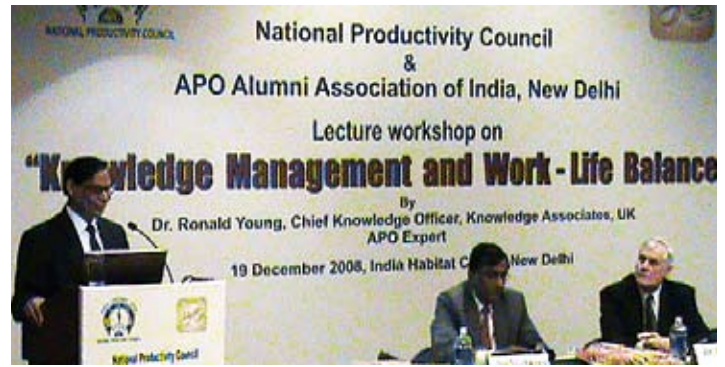 NATIONAL PRODUCTIVITY COUNCIL
National Productivity Council
&
APO Alumni Association of India, New Delhi
Lecture workshop on
"Knowledge Management and Work - Life Balance
By
Dr. Ronald Young, Chief Knowledge Officer, Knowledge Associates, UK
APO Expert
19 December 2008, India Habitat C New Delhi
National Productivity Council